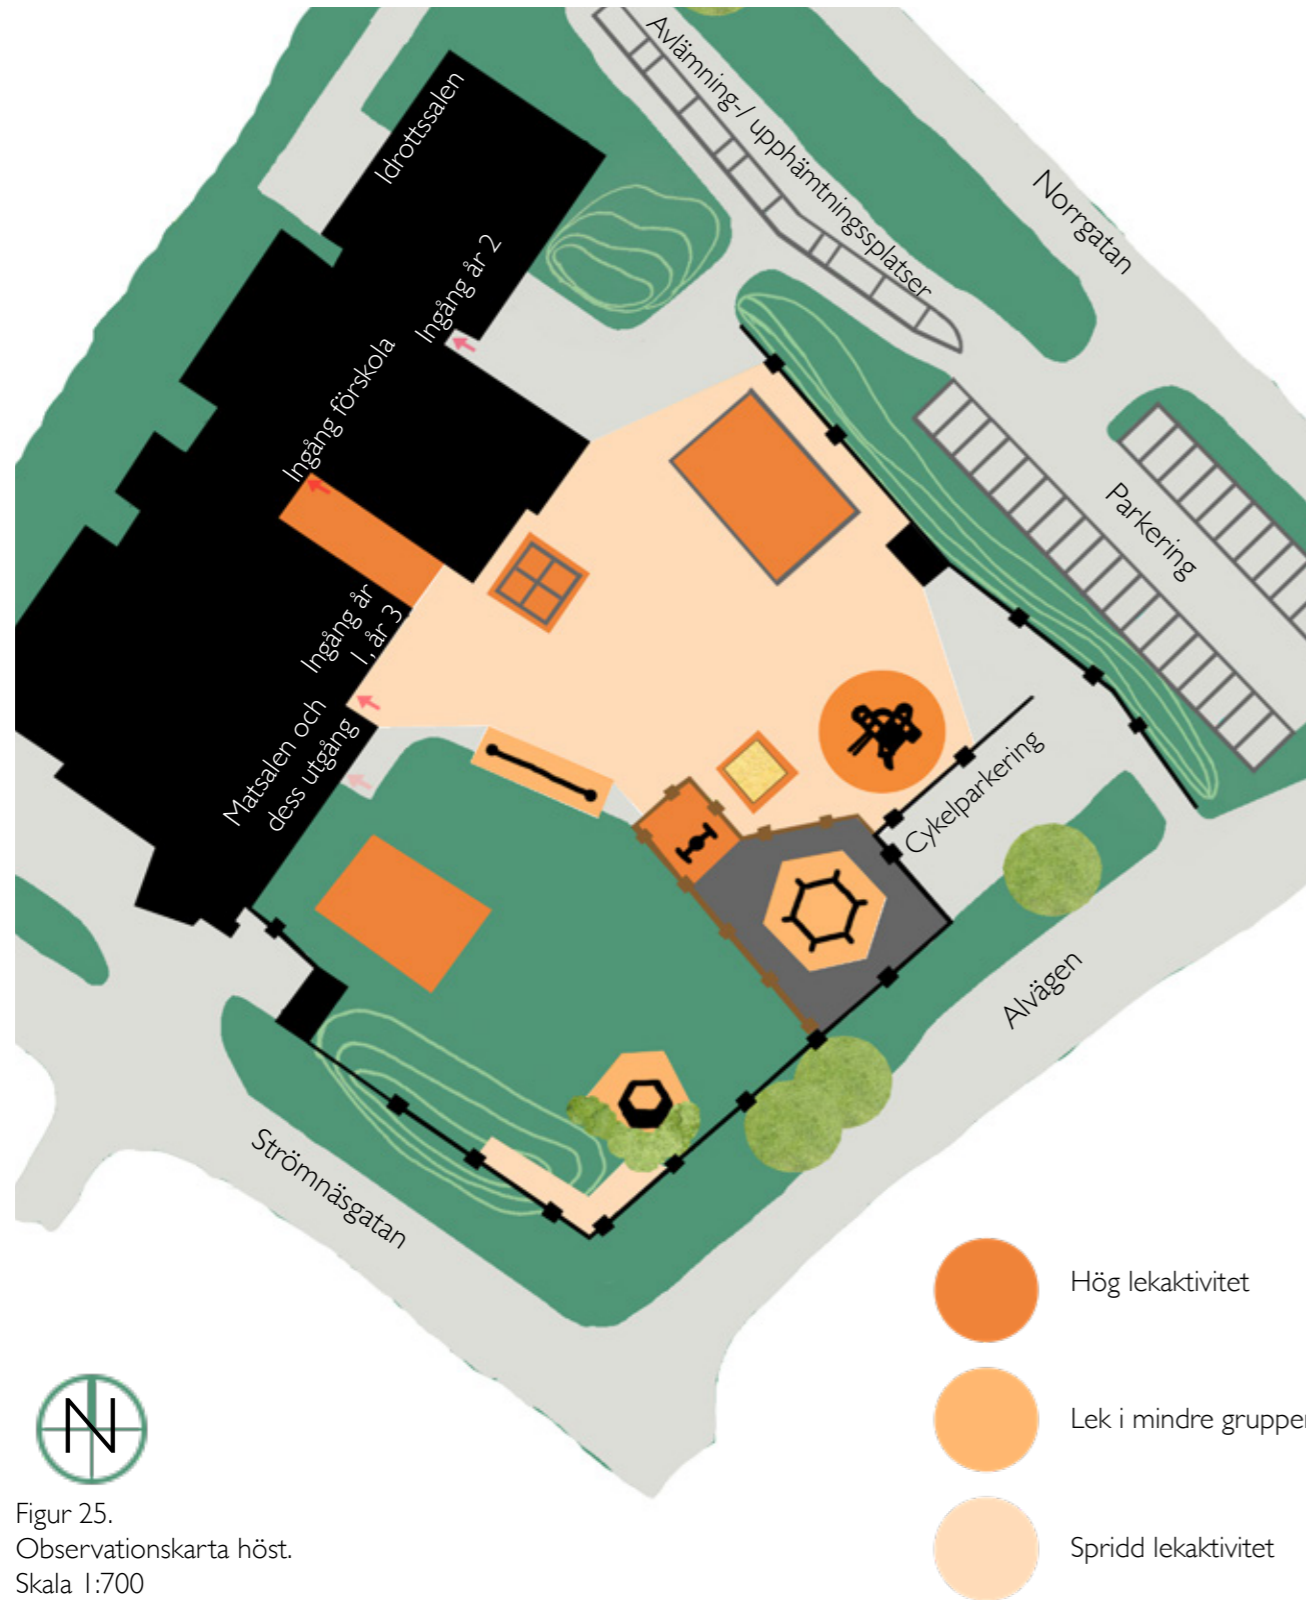 Avlämning-/ upphämtningssplatser
Idrottssalen
Norrgatan
Ingång år 2
Ingång förskola
Parkering
Ingång år
1, år 3
Matsalen och
dess utgång
Cykelparkering
Alvägen
Strömnäsgatan
Hög lekaktivitet
Lek i mindre grupper
Spridd lekaktivitet
N
Figur 25.
Observationskarta höst.
Skala 1:700